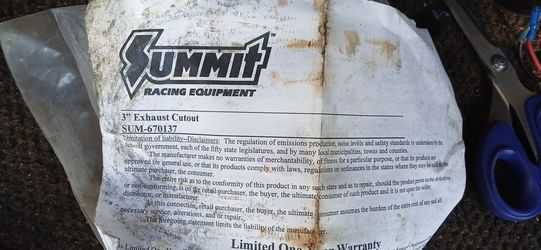 SUMMIT
RACING EQUIPMENT
3" Exhaust Cutout
SUM-670137
Limitation of liability--Disclaimers: The regulation of emissions production, noise levels and safety standards is undertaken by the
federal government, each of the fifty state legislatures, and by many local municipalities, towns and counties.
The manufacturer makes no warranties of merchantability, of fitness for a particular purpose, or that its products are
approved for general use, or that its products comply with laws, regulations or ordinances in the states where they may be sold to the
ultimate purchaser, the consumer.
The entire risk as to the conformity of this product in any such state and as to repair, should the product prove to be defective
or non-conforming, is on the retail purchaser, the buyer, the ultimate consumer of such product and it is not upon the seller,
distributor, or manufacturer.
In this connection, retail purchaser, the buyer, the ultimate consumer assumes the burden of the entire cost of any and all
necessary service, alterations, and or repair.
The foregoing statement limits the liability of the manufacturer.
Limited One Year Warranty